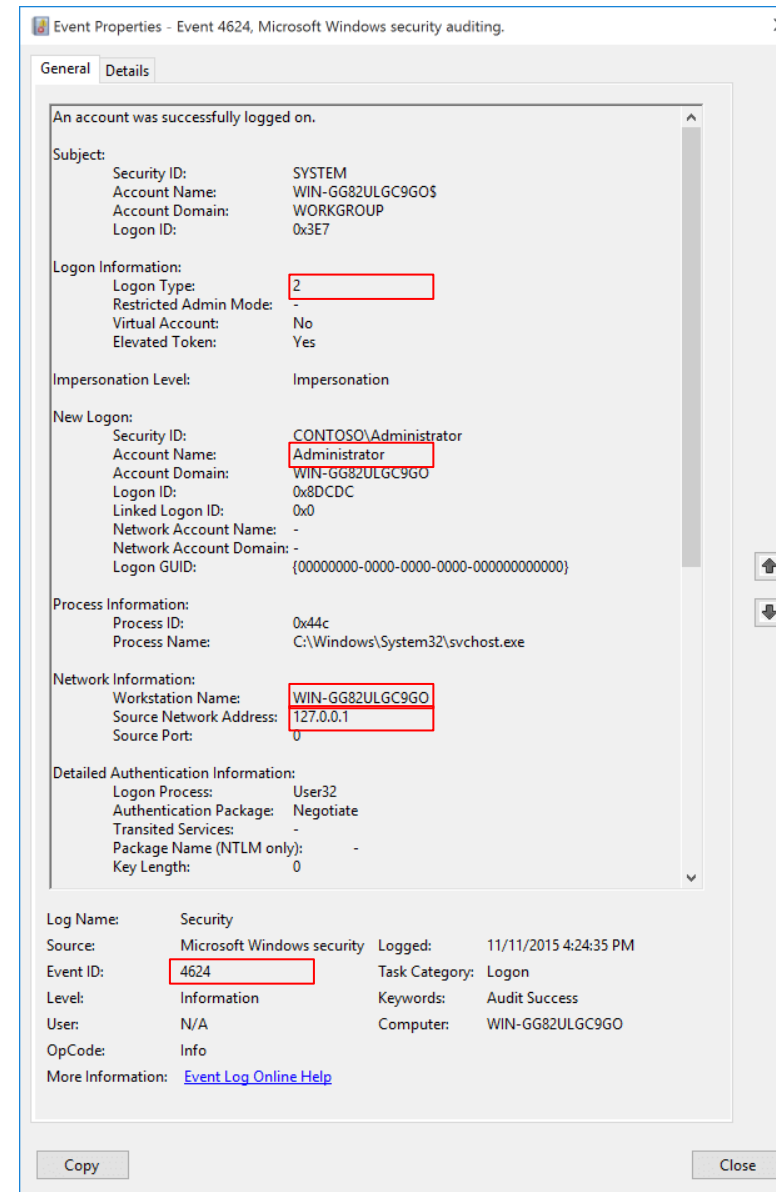 Event Properties - Event 4624, Microsoft Windows security auditing.
General Details
An account was successfully logged on.
Subject:
Security ID: SYSTEM
Account Name: WIN-GG82ULGC9GO$
Account Domain: WORKGROUP
Logon ID: 0x3E7
Logon Information:
Logon Type: 2
Restricted Admin Mode: -
Virtual Account: No
Elevated Token: Yes
Impersonation Level: Impersonation
New Logon:
Security ID: CONTOSO\Administrator
Account Name: Administrator
Account Domain: WIN-GG82ULGC9GO
Logon ID: 0x8DCDC
Linked Logon ID: 0x0
Network Account Name: -
Network Account Domain: -
Logon GUID: {00000000-0000-0000-0000-000000000000}
Process Information:
Process ID: 0x44c
Process Name: C:\Windows\System32\svchost.exe
Network Information:
Workstation Name: WIN-GG82ULGC9GO
Source Network Address: 127.0.0.1
Source Port: 0
Detailed Authentication Information:
Logon Process: User32
Authentication Package: Negotiate
Transited Services: -
Package Name (NTLM only): -
Key Length: 0
Log Name: Security
Source: Microsoft Windows security Logged: 11/11/2015 4:24:35 PM
Event ID: 4624 Task Category: Logon
Level: Information Keywords: Audit Success
User: N/A Computer: WIN-GG82ULGC9GO
OpCode: Info
More Information: Event Log Online Help
Copy Close